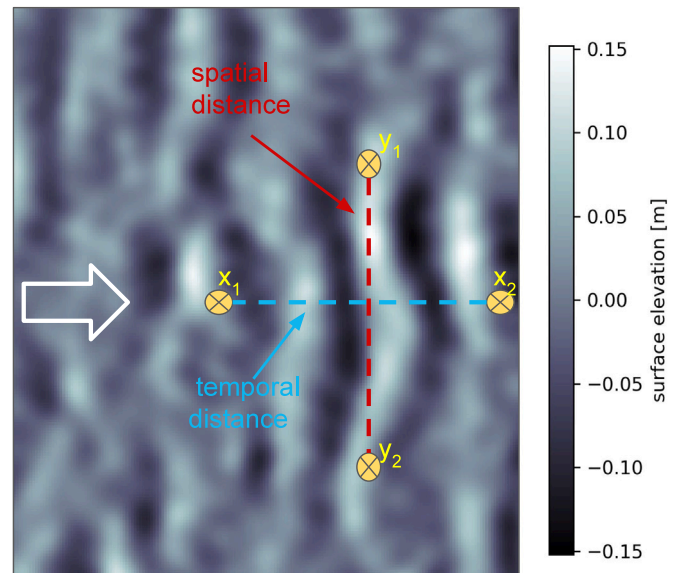 spatial
distance
y1
x1
x2
temporal
distance
y2
0.15
0.10
0.05
0.00
−0.05
−0.10
−0.15
surface elevation [m]